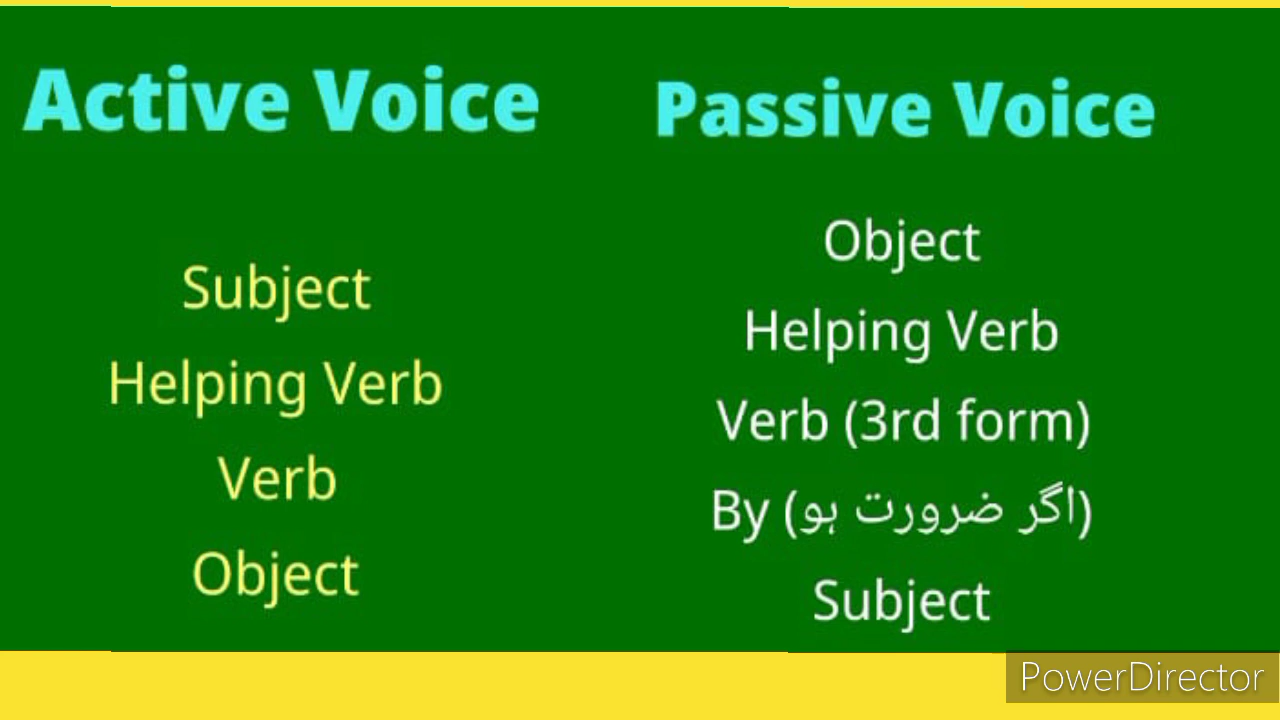 Active Voice
Subject
Helping Verb
Verb
Object
Passive Voice
Object
Helping Verb
Verb (3rd form)
By (اگر ضرورت ہو)
Subject
PowerDirector